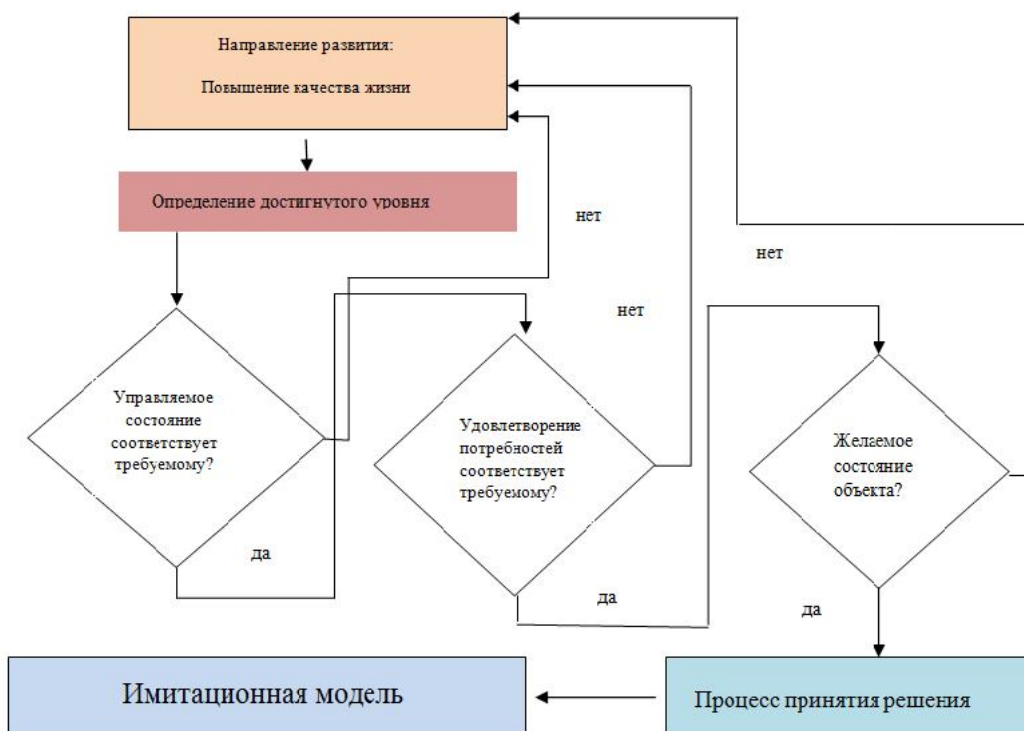 Направление развития:
Повышение качества жизни
Определение достигнутого уровня
нет
нет
нет
Управляемое
состояние
соответствует
требуемому?
Удовлетворение
потребностей
соответствует
требуемому?
Желаемое
состояние
объекта?
да
да
да
Имитационная модель
Процесс принятия решения